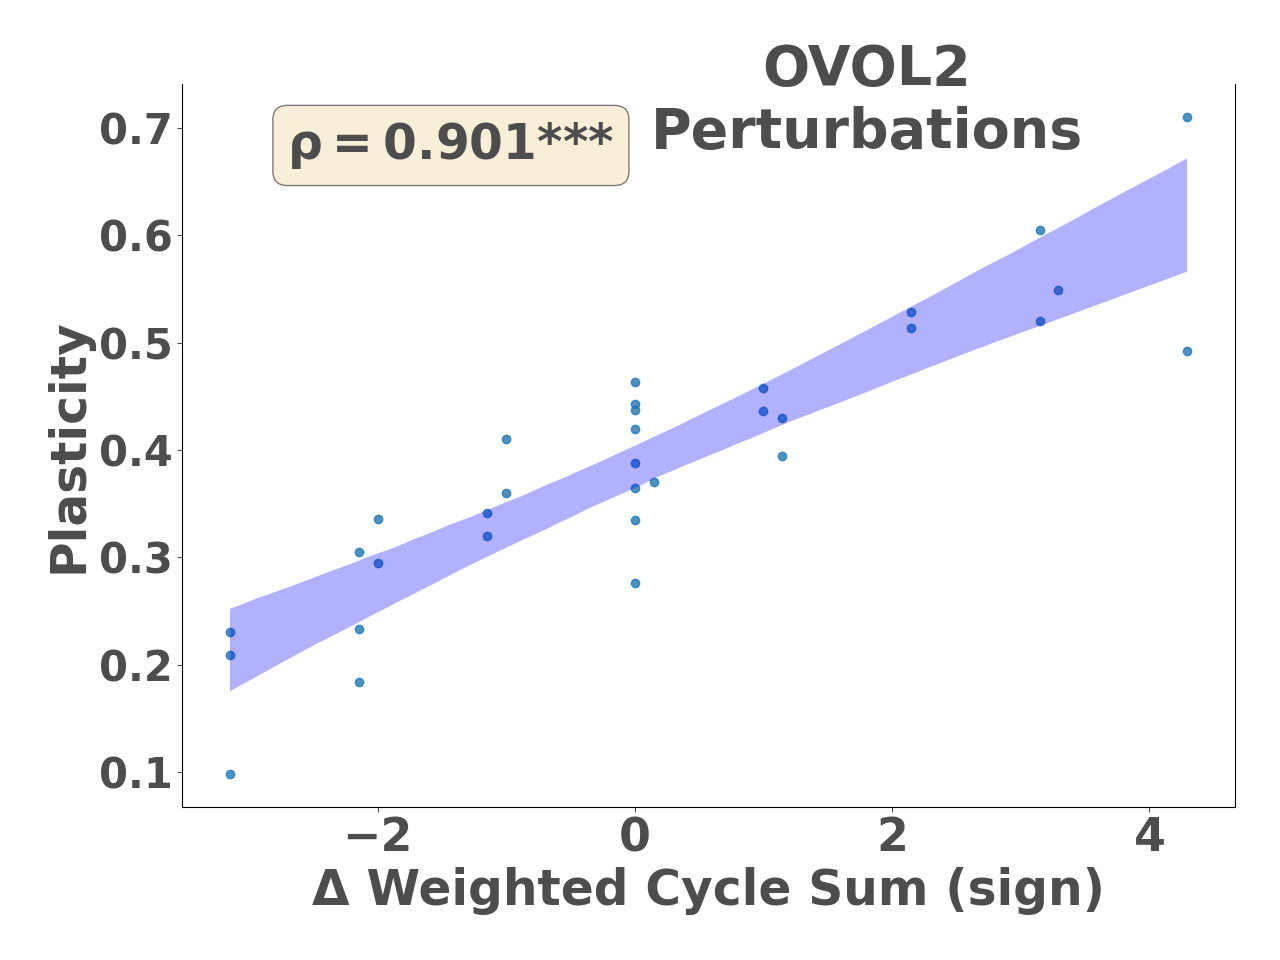 OVOL2
Perturbations
ρ = 0.901***
0.7
0.6
0.5
0.4
0.3
0.2
0.1
Plasticity
−2 0 2 4
Δ Weighted Cycle Sum (sign)